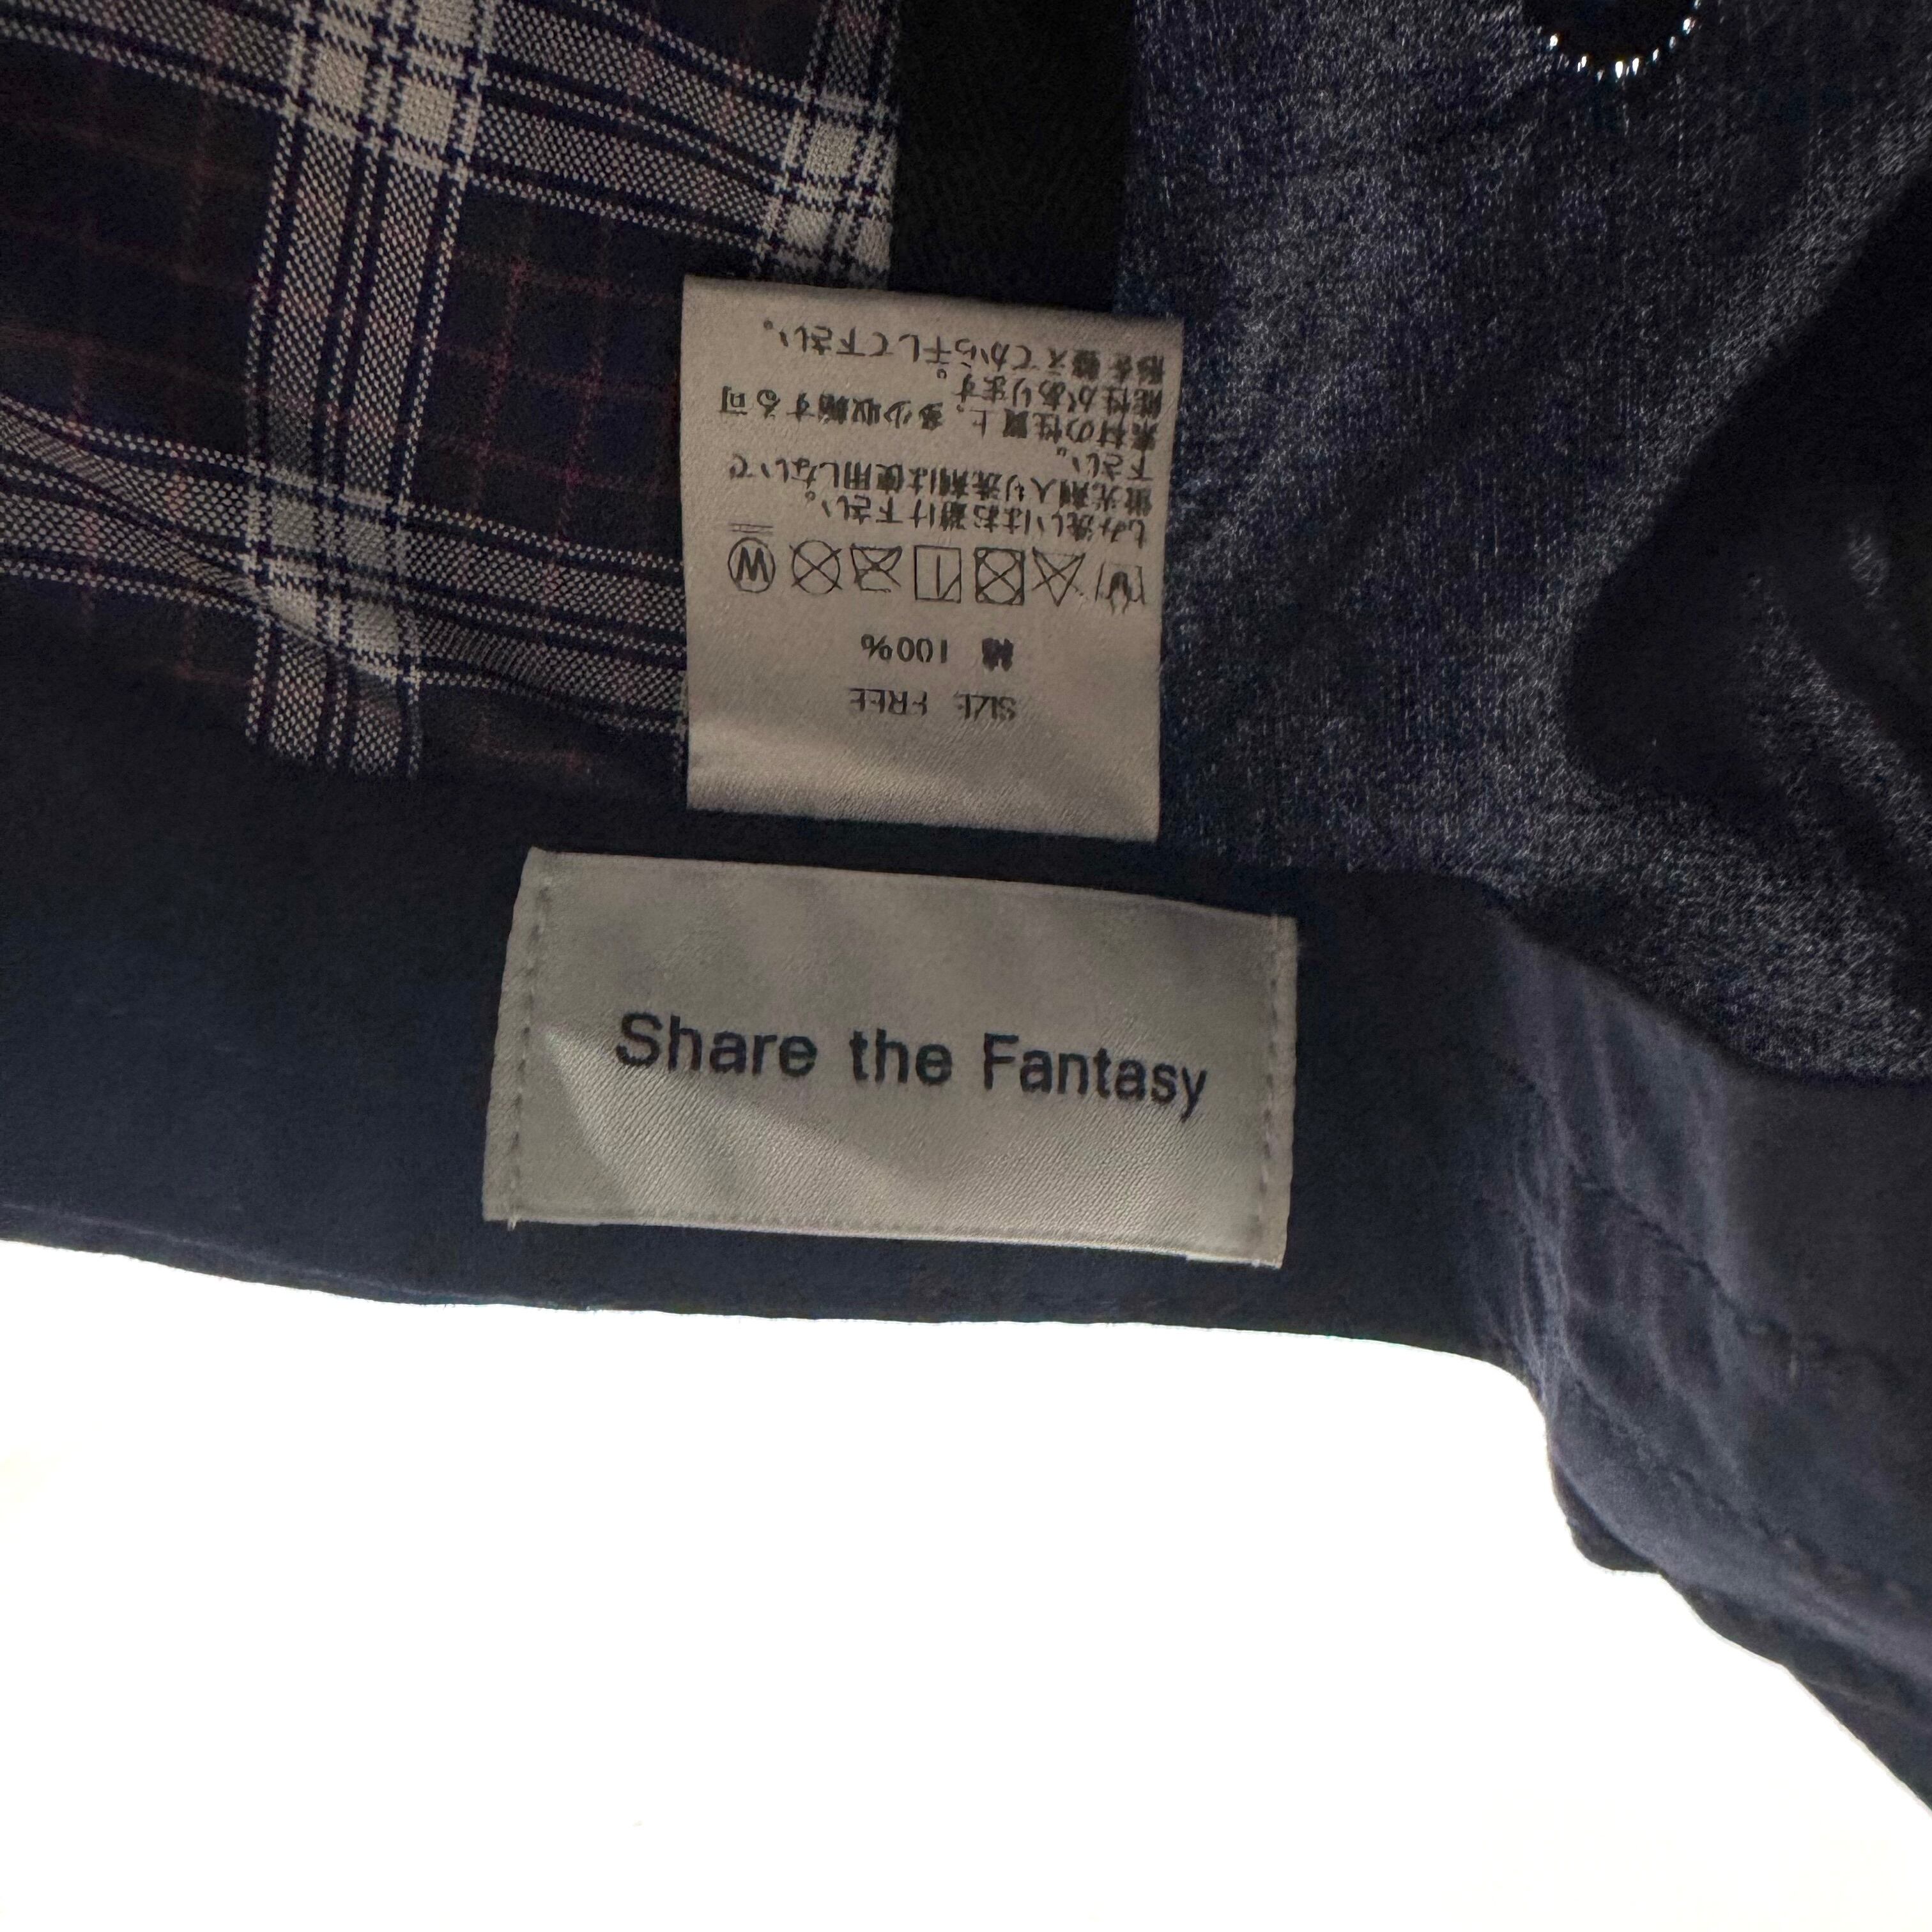 SIZE FREE
綿 100%
W
しみ洗いはお避け下さい。
蛍光剤入り洗剤は使用しないで
下さい。
素材の性質上、多少収縮する可
能性があります。
形を整えてから干して下さい。
Share the Fantasy